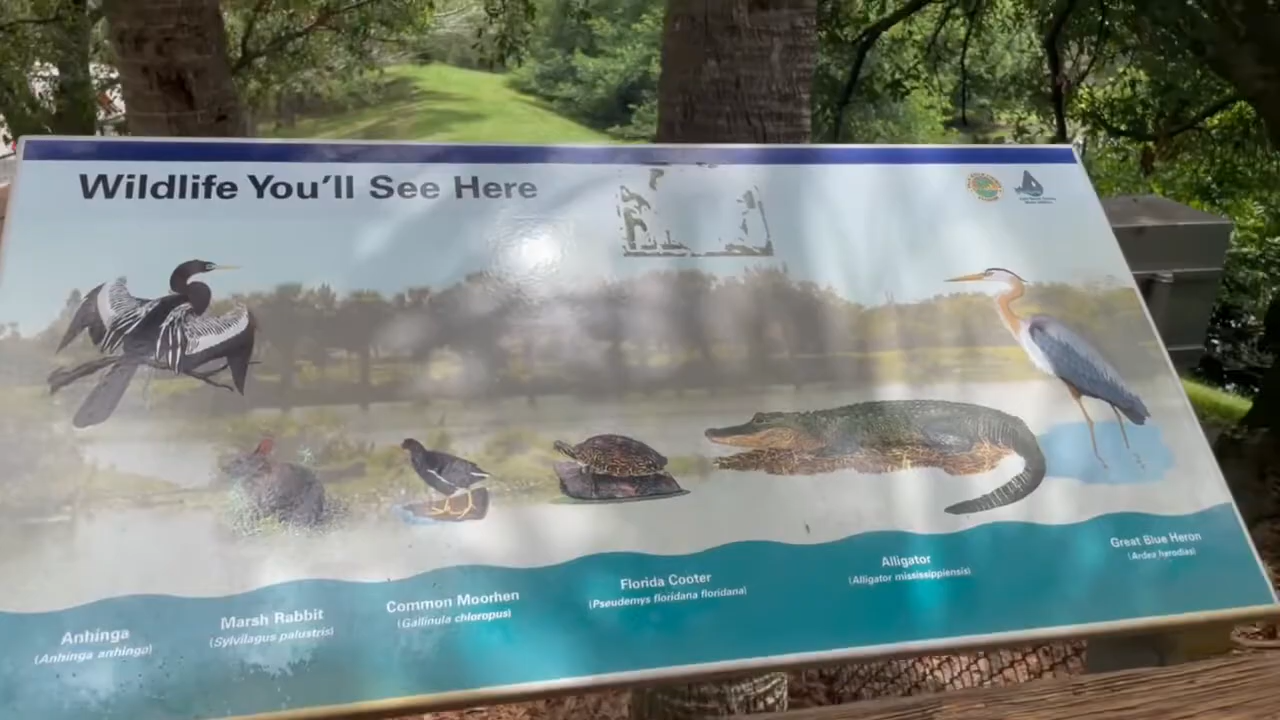 Wildlife You'll See Here
Anhinga
(Anhinga anhinga)
Marsh Rabbit
(Sylvilagus palustris)
Common Moorhen
(Gallinula chloropus)
Florida Cooter
(Pseudemys floridana floridana)
Alligator
(Alligator mississippiensis)
Great Blue Heron
(Ardea herodias)